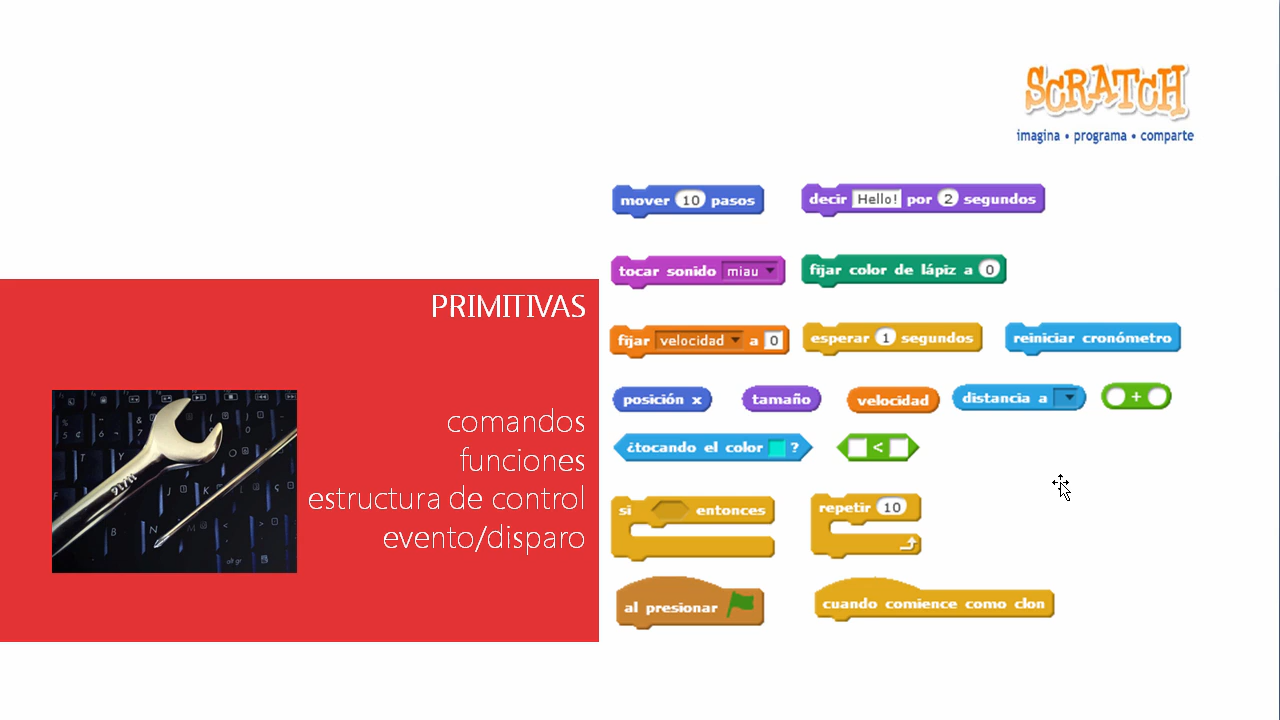 SCRATCH
imagina • programa • comparte
mover 10 pasos
decir Hello! por 2 segundos
tocar sonido miau
fijar color de lápiz a 0
PRIMITIVAS
fijar velocidad a 0
esperar 1 segundos
reiniciar cronómetro
posición x
tamaño
velocidad
distancia a
+
comandos
funciones
estructura de control
evento/disparo
¿tocando el color ?
<
si entonces
repetir 10
al presionar
cuando comience como clon
alt gr